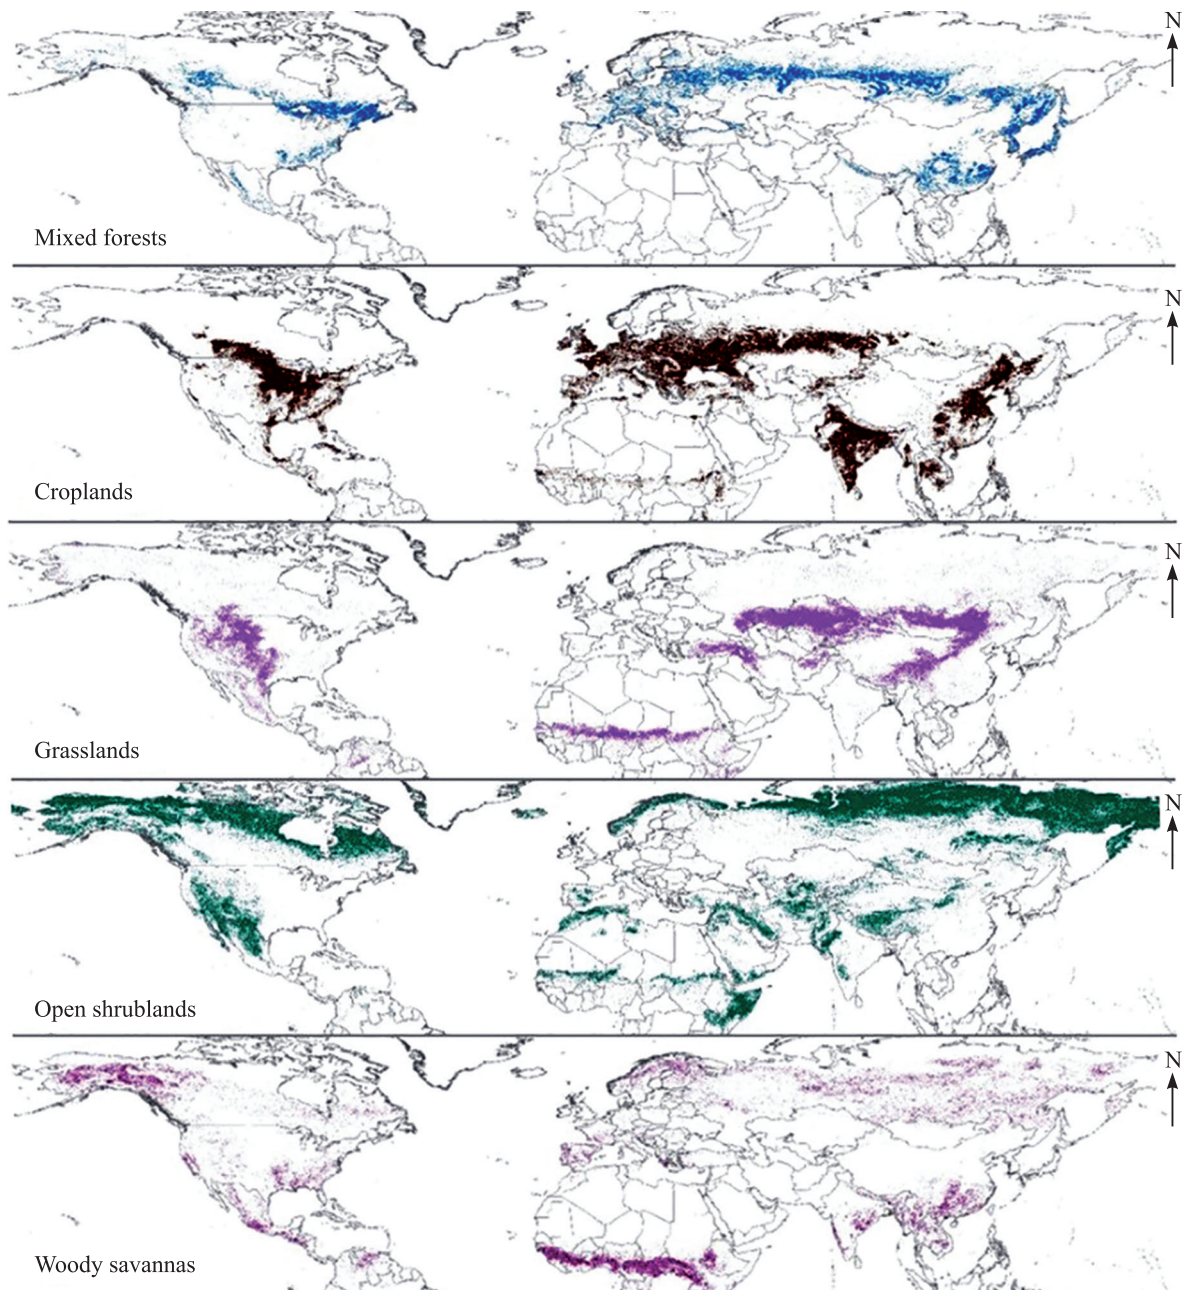 N
Mixed forests
N
Croplands
N
Grasslands
N
Open shrublands
N
Woody savannas